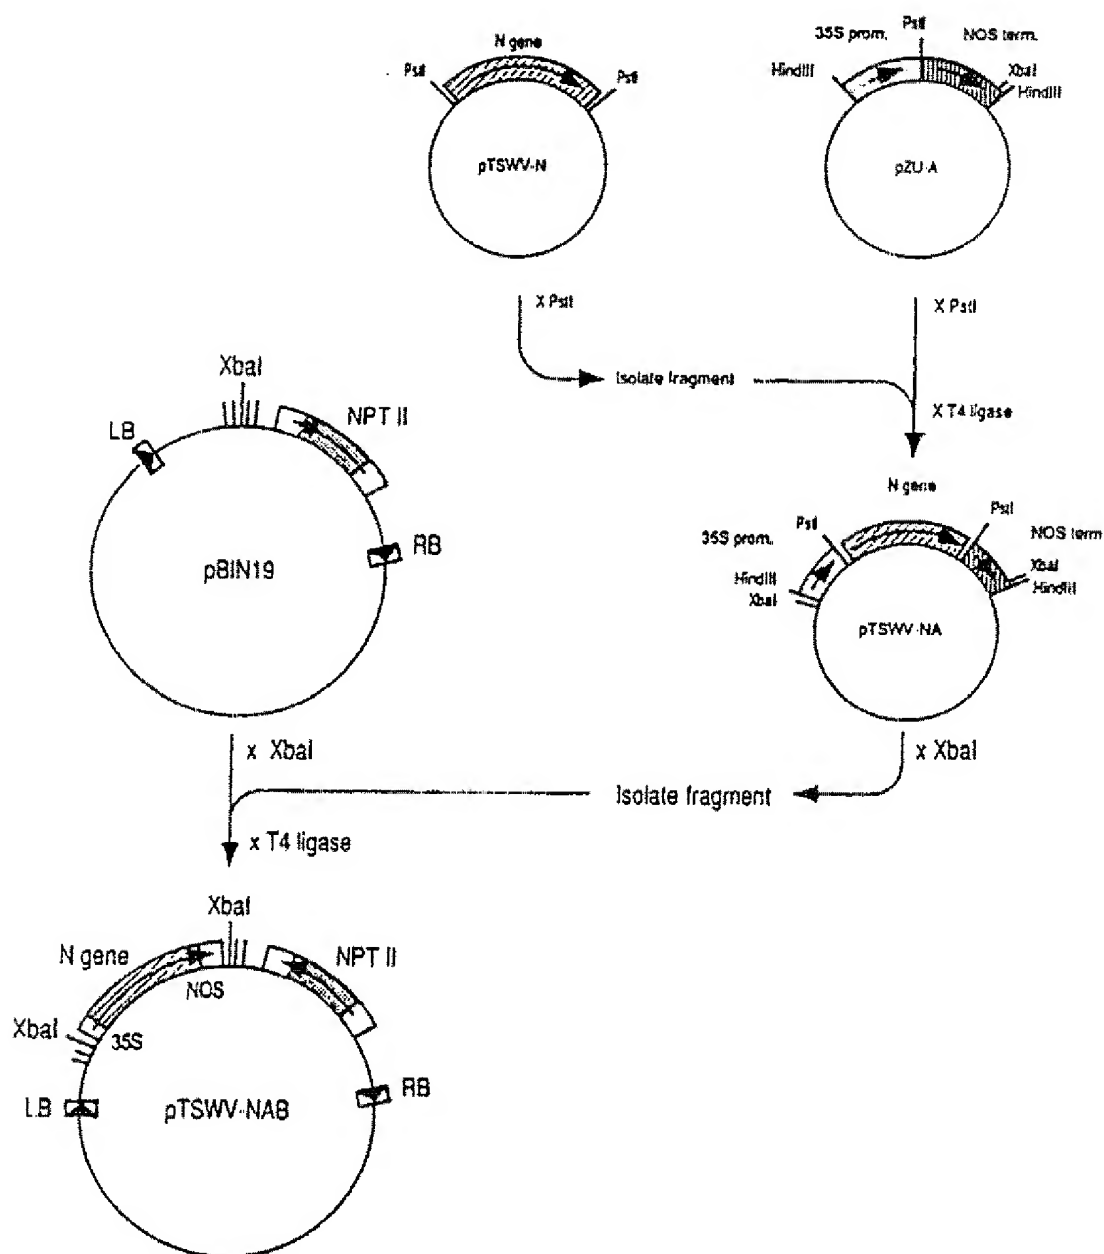 N gene
PstI
PstI
pTSWV-N
35S prom.
PstI
NOS term.
HindIII
XbaI
HindIII
pZU-A
X PstI
X PstI
Isolate fragment
X T4 ligase
XbaI
LB
NPT II
RB
pBIN19
N gene
PstI
PstI
35S prom.
NOS term
HindIII
XbaI
XbaI
HindIII
pTSWV-NA
x XbaI
x XbaI
Isolate fragment
x T4 ligase
XbaI
N gene
NPT II
NOS
XbaI
35S
LB
RB
pTSWV-NAB